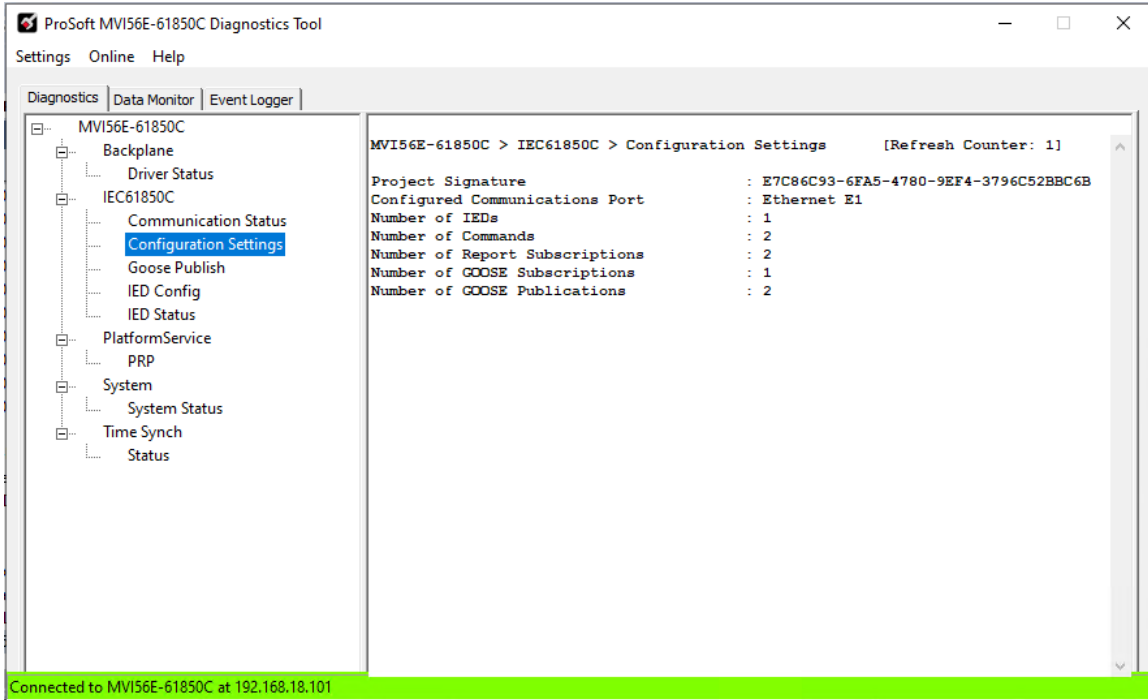 ProSoft MVI56E-61850C Diagnostics Tool
Settings Online Help
Diagnostics Data Monitor Event Logger
MVI56E-61850C
Backplane
Driver Status
IEC61850C
Communication Status
Configuration Settings
Goose Publish
IED Config
IED Status
PlatformService
PRP
System
System Status
Time Synch
Status
MVI56E-61850C > IEC61850C > Configuration Settings [Refresh Counter: 1]
Project Signature : E7C86C93-6FA5-4780-9EF4-3796C52BBC6B
Configured Communications Port : Ethernet E1
Number of IEDs : 1
Number of Commands : 2
Number of Report Subscriptions : 2
Number of GOOSE Subscriptions : 1
Number of GOOSE Publications : 2
Connected to MVI56E-61850C at 192.168.18.101